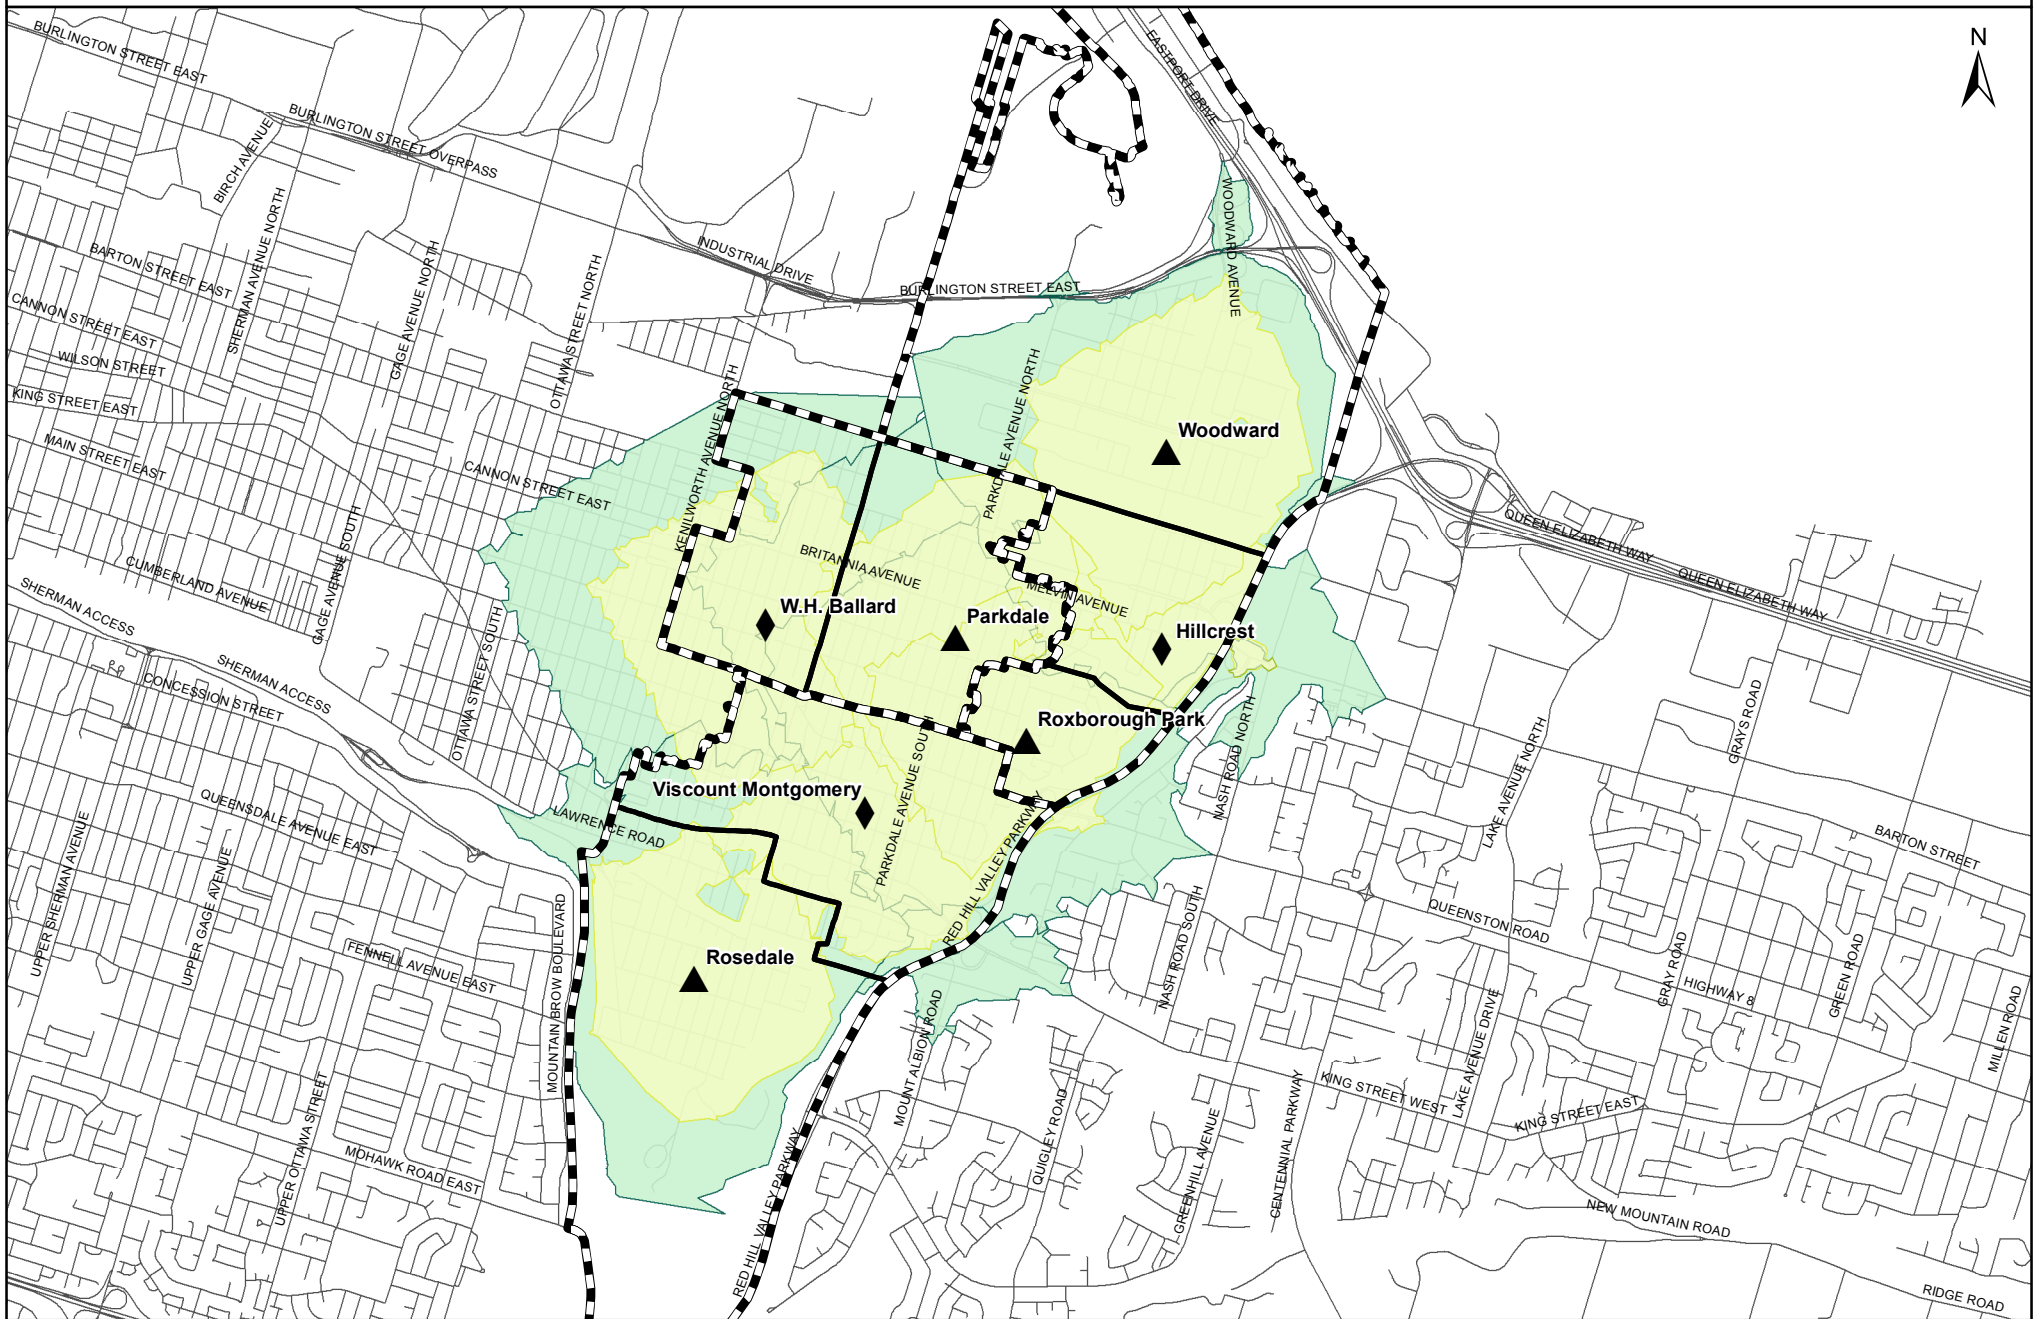 N
BURLINGTON STREET EAST
EASTPORT DRIVE
BURLINGTON STREET OVERPASS
BIRCH AVENUE
WOODWARD AVENUE
SHERMAN AVENUE NORTH
BARTON STREET EAST
GAGE AVENUE NORTH
INDUSTRIAL DRIVE
OTTAWA STREET NORTH
BURLINGTON STREET EAST
CANNON STREET EAST
WILSON STREET
KING STREET EAST
PARKDALE AVENUE NORTH
KENILWORTH AVENUE NORTH
Woodward
MAIN STREET EAST
CANNON STREET EAST
QUEEN ELIZABETH WAY
QUEEN ELIZABETH WAY
GAGE AVENUE SOUTH
BRITANNIA AVENUE
CUMBERLAND AVENUE
MELVIN AVENUE
SHERMAN ACCESS
W.H. Ballard
Parkdale
Hillcrest
OTTAWA STREET SOUTH
SHERMAN ACCESS
CONCESSION STREET
Roxborough Park
GRAYS ROAD
NASH ROAD NORTH
LAKE AVENUE NORTH
PARKDALE AVENUE SOUTH
Viscount Montgomery
LAWRENCE ROAD
QUEENSDALE AVENUE EAST
RED HILL VALLEY PARKWAY
BARTON STREET
UPPER SHERMAN AVENUE
UPPER GAGE AVENUE
MOUNTAIN BROW BOULEVARD
QUEENSTON ROAD
NASH ROAD SOUTH
FENNELL AVENUE EAST
Rosedale
GRAY ROAD
HIGHWAY 8
GREEN ROAD
MOUNT ALBION ROAD
LAKE AVENUE DRIVE
MILLEN ROAD
UPPER OTTAWA STREET
KING STREET WEST
KING STREET EAST
QUIGLEY ROAD
GREENHILL AVENUE
CENTENNIAL PARKWAY
MOHAWK ROAD EAST
RED HILL VALLEY PARKWAY
NEW MOUNTAIN ROAD
RIDGE ROAD